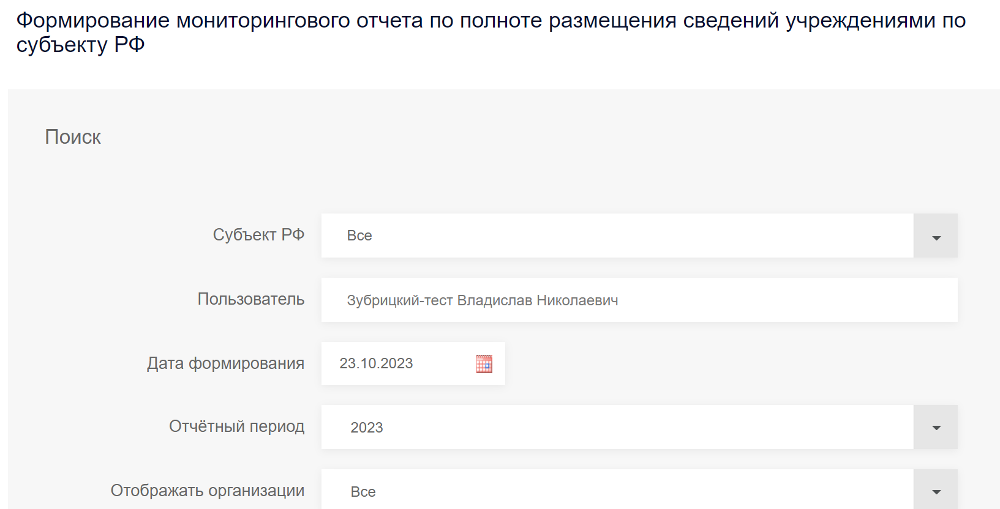 Формирование мониторингового отчета по полноте размещения сведений учреждениями по
субъекту РФ
Поиск
Субъект РФ
Все
Пользователь
Зубрицкий-тест Владислав Николаевич
Дата формирования
23.10.2023
Отчётный период
2023
Отображать организации
Все